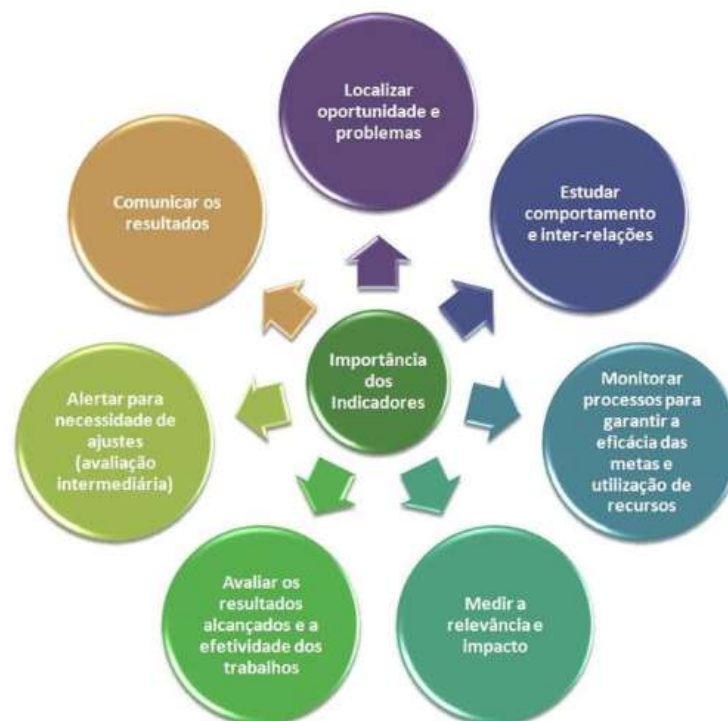 Localizar
oportunidade e
problemas
Estudar
comportamento
e inter-relações
Monitorar
processos para
garantir a
eficácia das
metas e
utilização de
recursos
Medir a
relevância e
impacto
Avaliar os
resultados
alcançados e a
efetividade dos
trabalhos
Alertar para
necessidade de
ajustes
(avaliação
intermediária)
Comunicar os
resultados
Importância
dos
Indicadores